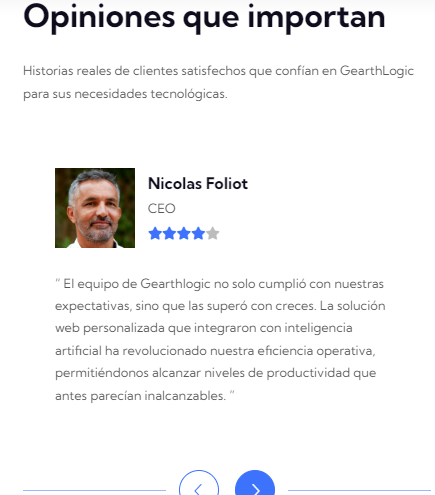 Opiniones que importan
Historias reales de clientes satisfechos que confían en GearthLogic
para sus necesidades tecnológicas.
Nicolas Foliot
CEO
“ El equipo de Gearthlogic no solo cumplió con nuestras
expectativas, sino que las superó con creces. La solución
web personalizada que integraron con inteligencia
artificial ha revolucionado nuestra eficiencia operativa,
permitiéndonos alcanzar niveles de productividad que
antes parecían inalcanzables. ”